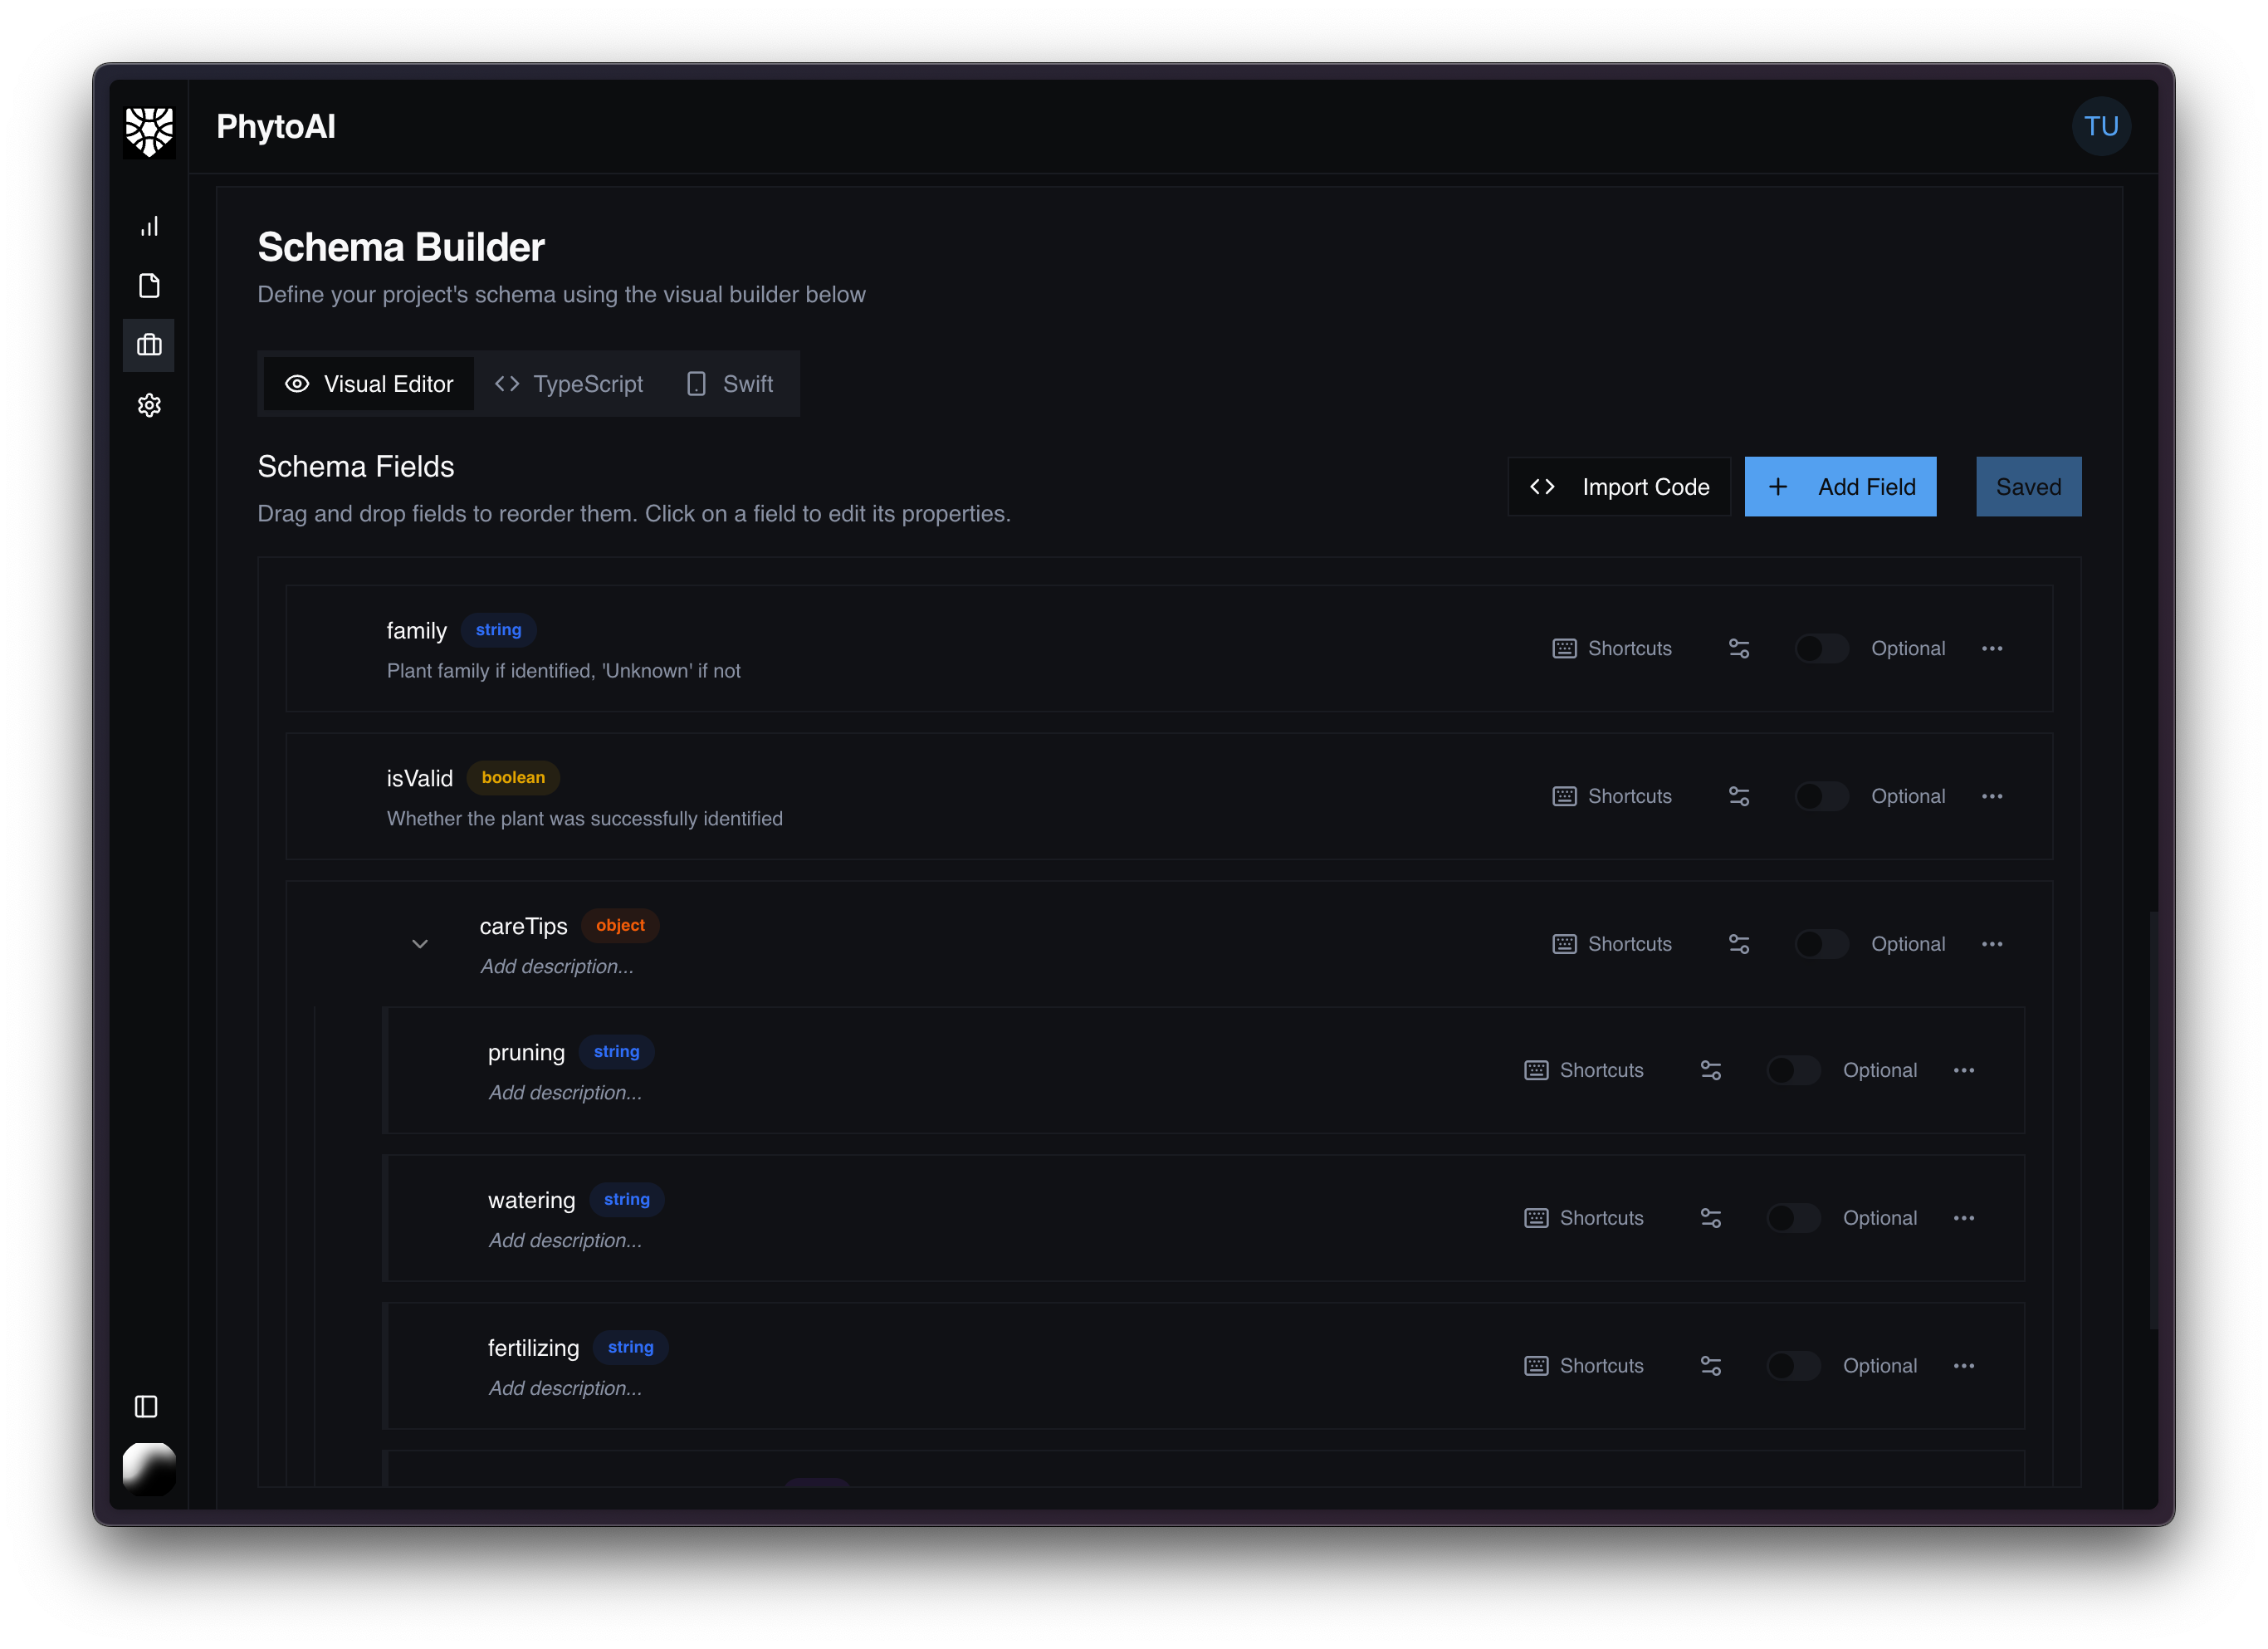 PhytoAI
TU
Schema Builder
Define your project's schema using the visual builder below
Visual Editor
TypeScript
Swift
Schema Fields
Drag and drop fields to reorder them. Click on a field to edit its properties.
Import Code
Add Field
Saved
family string
Plant family if identified, 'Unknown' if not
Shortcuts
Optional
isValid boolean
Whether the plant was successfully identified
Shortcuts
Optional
careTips object
Add description...
Shortcuts
Optional
pruning string
Add description...
Shortcuts
Optional
watering string
Add description...
Shortcuts
Optional
fertilizing string
Add description...
Shortcuts
Optional